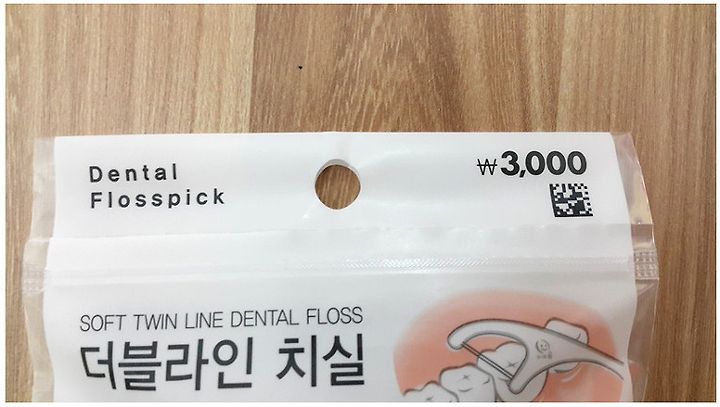 Dental
Flosspick
₩3,000
SOFT TWIN LINE DENTAL FLOSS
더블라인 치실